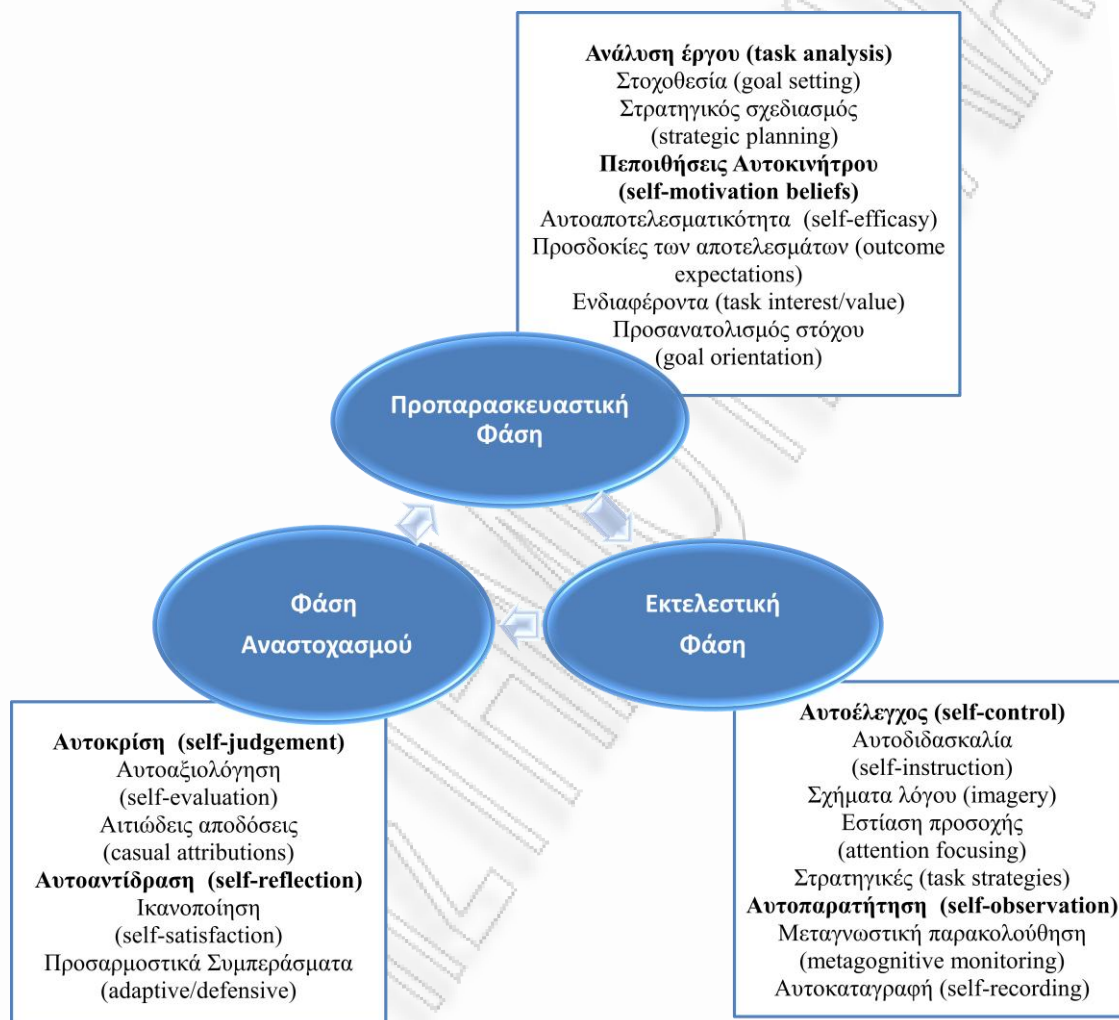 Ανάλυση έργου (task analysis)
Στοχοθεσία (goal setting)
Στρατηγικός σχεδιασμός
(strategic planning)
Πεποιθήσεις Αυτοκινήτρου
(self-motivation beliefs)
Αυτοαποτελεσματικότητα (self-efficasy)
Προσδοκίες των αποτελεσμάτων (outcome
expectations)
Ενδιαφέροντα (task interest/value)
Προσανατολισμός στόχου
(goal orientation)
Προπαρασκευαστική
Φάση
Εκτελεστική
Φάση
Αυτοέλεγχος (self-control)
Αυτοδιδασκαλία
(self-instruction)
Σχήματα λόγου (imagery)
Εστίαση προσοχής
(attention focusing)
Στρατηγικές (task strategies)
Αυτοπαρατήτηση (self-observation)
Μεταγνωστική παρακολούθηση
(metagognitive monitoring)
Αυτοκαταγραφή (self-recording)
Φάση
Αναστοχασμού
Αυτοκρίση (self-judgement)
Αυτοαξιολόγηση
(self-evaluation)
Αιτιώδεις αποδόσεις
(casual attributions)
Αυτοαντίδραση (self-reflection)
Ικανοποίηση
(self-satisfaction)
Προσαρμοστικά Συμπεράσματα
(adaptive/defensive)